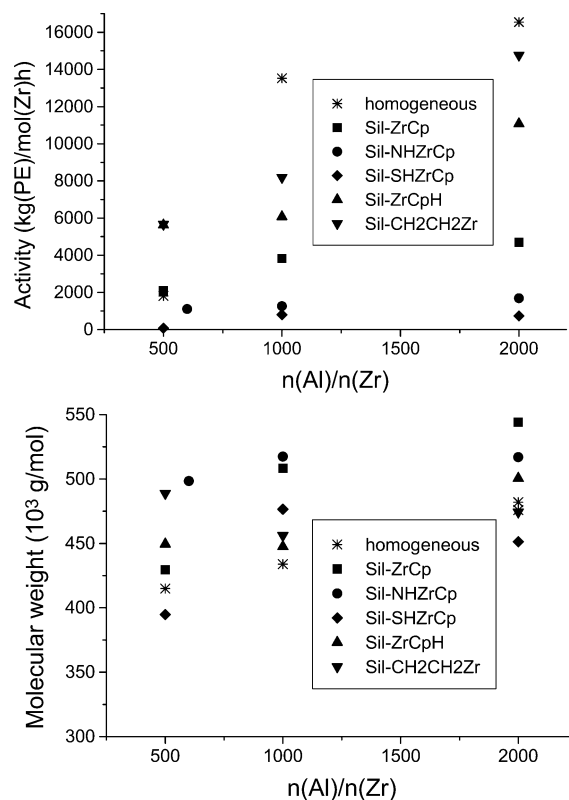 16000
14000
12000
10000
8000
6000
4000
2000
0
Activity (kg(PE)/mol(Zr)h)
homogeneous
Sil-ZrCp
Sil-NHZrCp
Sil-SHZrCp
Sil-ZrCpH
Sil-CH2CH2Zr
500
1000
1500
2000
n(Al)/n(Zr)
550
500
450
400
350
300
Molecular weight (10³ g/mol)
homogeneous
Sil-ZrCp
Sil-NHZrCp
Sil-SHZrCp
Sil-ZrCpH
Sil-CH2CH2Zr
500
1000
1500
2000
n(Al)/n(Zr)